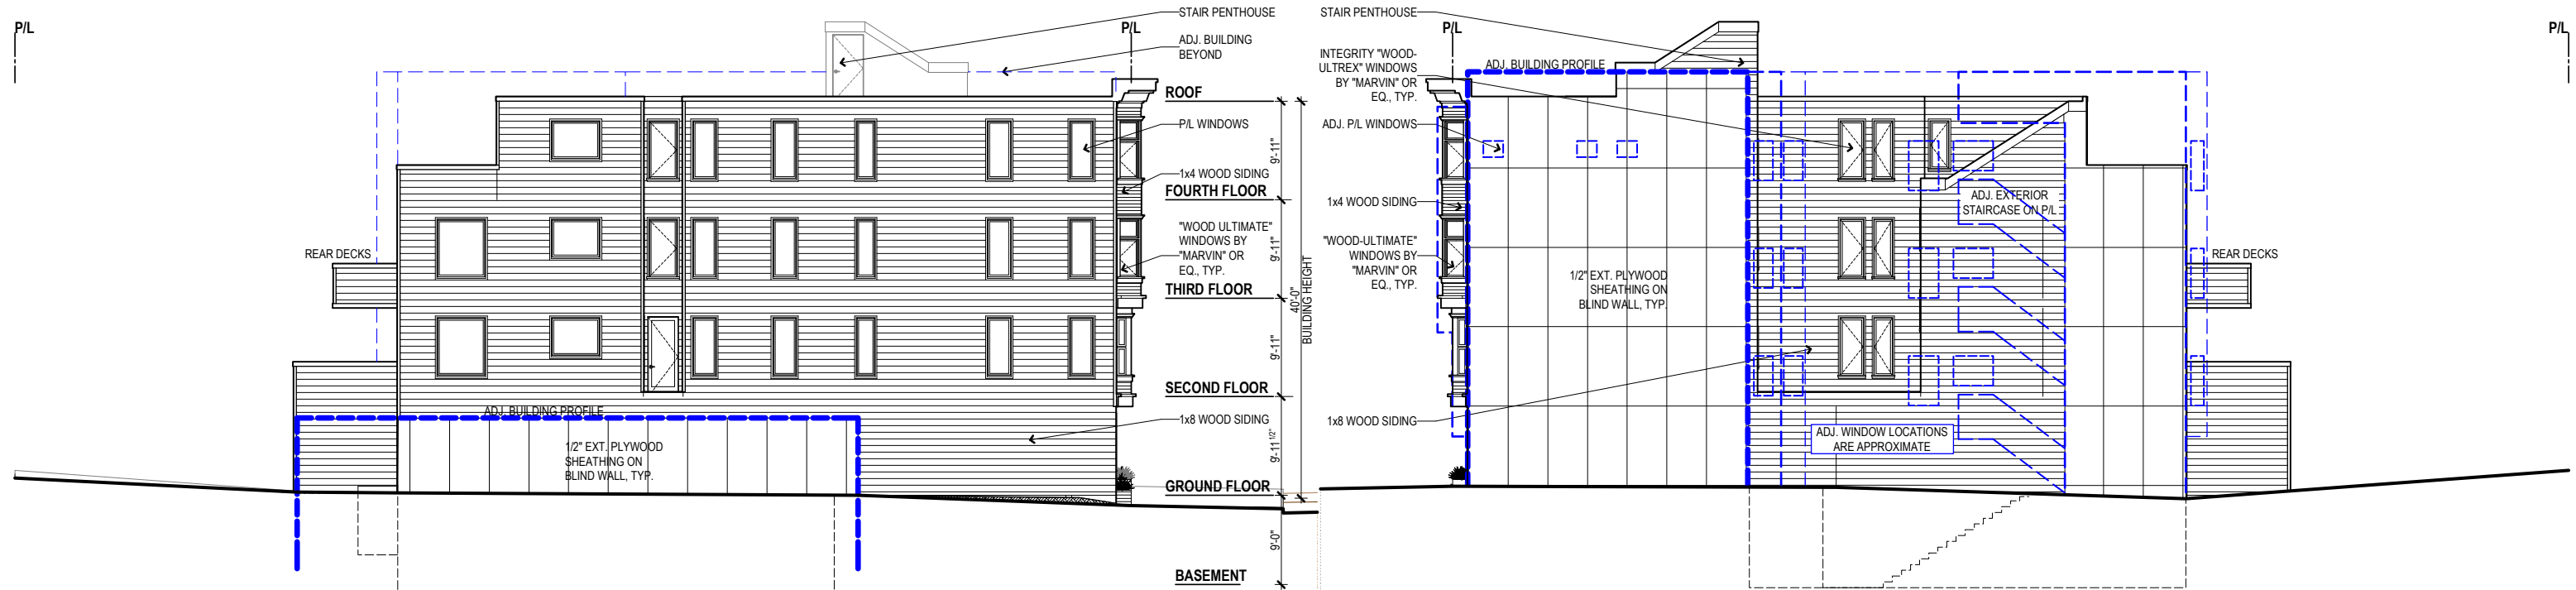 P/L
STAIR PENTHOUSE
P/L
ADJ. BUILDING
BEYOND
ROOF
P/L WINDOWS
1x4 WOOD SIDING
FOURTH FLOOR
"WOOD ULTIMATE"
WINDOWS BY
"MARVIN" OR
EQ., TYP.
THIRD FLOOR
SECOND FLOOR
1x8 WOOD SIDING
GROUND FLOOR
BASEMENT
REAR DECKS
ADJ. BUILDING PROFILE
1/2" EXT. PLYWOOD
SHEATHING ON
BLIND WALL, TYP.
9'-11"
9'-11"
9'-11"
9'-11 1/2"
9'-0"
40'-0"
BUILDING HEIGHT
STAIR PENTHOUSE
P/L
P/L
INTEGRITY "WOOD-
ULTREX" WINDOWS
BY "MARVIN" OR
EQ., TYP.
ADJ. BUILDING PROFILE
ADJ. P/L WINDOWS
1x4 WOOD SIDING
"WOOD-ULTIMATE"
WINDOWS BY
"MARVIN" OR
EQ., TYP.
1x8 WOOD SIDING
1/2" EXT. PLYWOOD
SHEATHING ON
BLIND WALL, TYP.
ADJ. EXTERIOR
STAIRCASE ON P/L
REAR DECKS
ADJ. WINDOW LOCATIONS
ARE APPROXIMATE